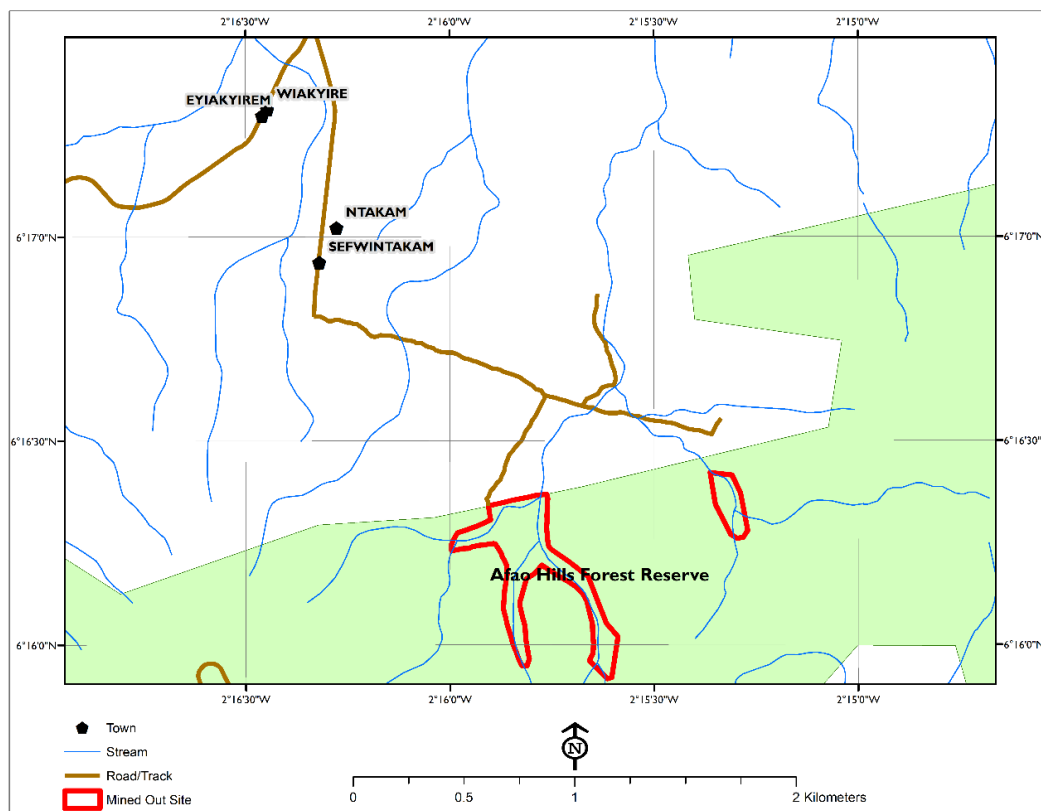 2°16'30"W 2°16'0"W 2°15'30"W 2°15'0"W
WIAKYIRE
EYIAKYIREM
NTAKAM
6°17'0"N 6°17'0"N
SEFWINTAKAM
6°16'30"N 6°16'30"N
Afao Hills Forest Reserve
6°16'0"N 6°16'0"N
2°16'30"W 2°16'0"W 2°15'30"W 2°15'0"W
Town
Stream
Road/Track
Mined Out Site
N
0 0.5 1 2 Kilometers